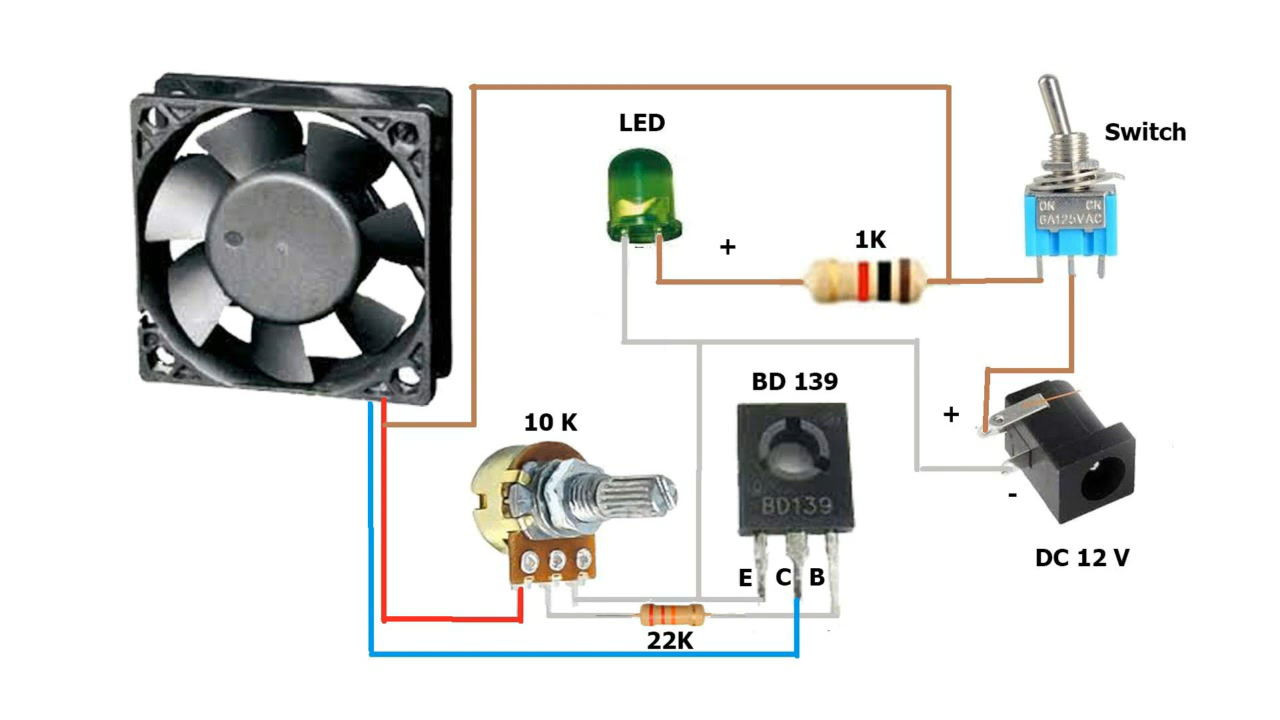 LED
Switch
ON ON
6A125VAC
+
1K
BD 139
+
10 K
BD139
-
DC 12 V
E C B
22K